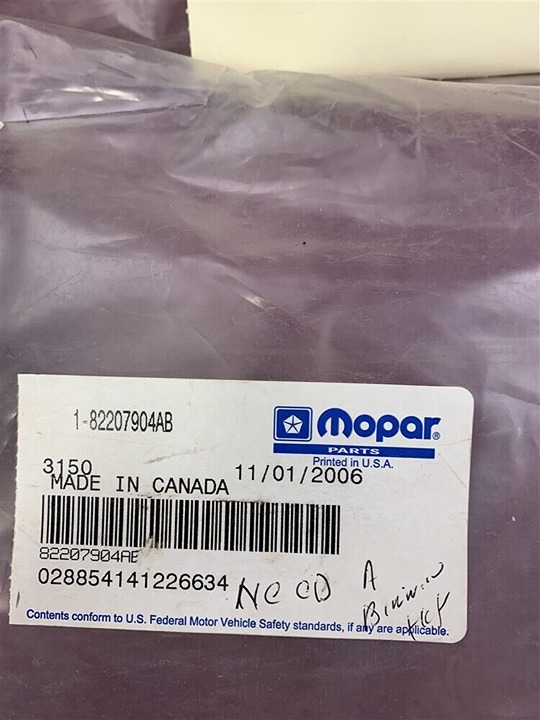 1-82207904AB
Mopar®
PARTS
Printed in U.S.A.
3150
11/01/2006
MADE IN CANADA
82207904AB
028854141226634
NCCD A
Contents conform to U.S. Federal Motor Vehicle Safety standards, if any are applicable.